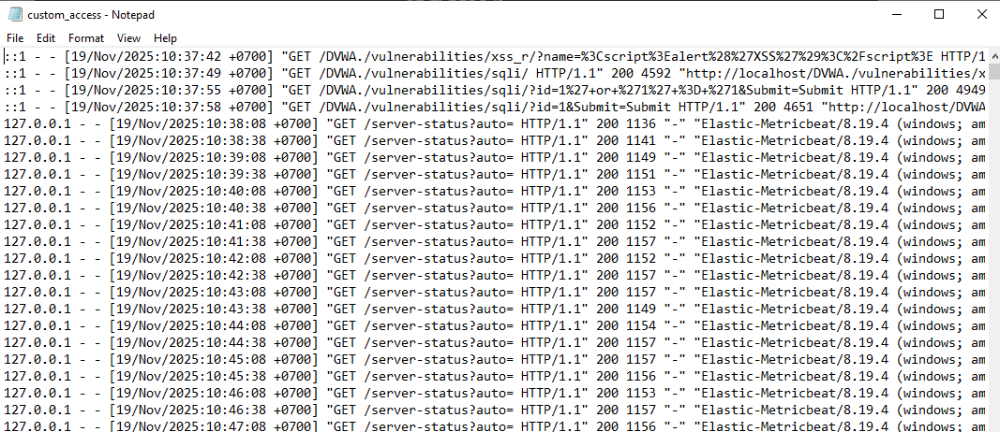 custom_access - Notepad
File Edit Format View Help
::1 - - [19/Nov/2025:10:37:42 +0700] "GET /DVWA./vulnerabilities/xss_r/?name=%3Cscript%3Ealert%28%27XSS%27%29%3C%2Fscript%3E HTTP/1
::1 - - [19/Nov/2025:10:37:49 +0700] "GET /DVWA./vulnerabilities/sqli/ HTTP/1.1" 200 4592 "http://localhost/DVWA./vulnerabilities/x
::1 - - [19/Nov/2025:10:37:55 +0700] "GET /DVWA./vulnerabilities/sqli/?id=1%27+or+%271%27+%3D+%271&Submit=Submit HTTP/1.1" 200 4949
::1 - - [19/Nov/2025:10:37:58 +0700] "GET /DVWA./vulnerabilities/sqli/?id=1&Submit=Submit HTTP/1.1" 200 4651 "http://localhost/DVWA
127.0.0.1 - - [19/Nov/2025:10:38:08 +0700] "GET /server-status?auto= HTTP/1.1" 200 1136 "-" "Elastic-Metricbeat/8.19.4 (windows; am
127.0.0.1 - - [19/Nov/2025:10:38:38 +0700] "GET /server-status?auto= HTTP/1.1" 200 1141 "-" "Elastic-Metricbeat/8.19.4 (windows; am
127.0.0.1 - - [19/Nov/2025:10:39:08 +0700] "GET /server-status?auto= HTTP/1.1" 200 1149 "-" "Elastic-Metricbeat/8.19.4 (windows; am
127.0.0.1 - - [19/Nov/2025:10:39:38 +0700] "GET /server-status?auto= HTTP/1.1" 200 1151 "-" "Elastic-Metricbeat/8.19.4 (windows; am
127.0.0.1 - - [19/Nov/2025:10:40:08 +0700] "GET /server-status?auto= HTTP/1.1" 200 1153 "-" "Elastic-Metricbeat/8.19.4 (windows; am
127.0.0.1 - - [19/Nov/2025:10:40:38 +0700] "GET /server-status?auto= HTTP/1.1" 200 1156 "-" "Elastic-Metricbeat/8.19.4 (windows; am
127.0.0.1 - - [19/Nov/2025:10:41:08 +0700] "GET /server-status?auto= HTTP/1.1" 200 1152 "-" "Elastic-Metricbeat/8.19.4 (windows; am
127.0.0.1 - - [19/Nov/2025:10:41:38 +0700] "GET /server-status?auto= HTTP/1.1" 200 1157 "-" "Elastic-Metricbeat/8.19.4 (windows; am
127.0.0.1 - - [19/Nov/2025:10:42:08 +0700] "GET /server-status?auto= HTTP/1.1" 200 1152 "-" "Elastic-Metricbeat/8.19.4 (windows; am
127.0.0.1 - - [19/Nov/2025:10:42:38 +0700] "GET /server-status?auto= HTTP/1.1" 200 1157 "-" "Elastic-Metricbeat/8.19.4 (windows; am
127.0.0.1 - - [19/Nov/2025:10:43:08 +0700] "GET /server-status?auto= HTTP/1.1" 200 1157 "-" "Elastic-Metricbeat/8.19.4 (windows; am
127.0.0.1 - - [19/Nov/2025:10:43:38 +0700] "GET /server-status?auto= HTTP/1.1" 200 1149 "-" "Elastic-Metricbeat/8.19.4 (windows; am
127.0.0.1 - - [19/Nov/2025:10:44:08 +0700] "GET /server-status?auto= HTTP/1.1" 200 1154 "-" "Elastic-Metricbeat/8.19.4 (windows; am
127.0.0.1 - - [19/Nov/2025:10:44:38 +0700] "GET /server-status?auto= HTTP/1.1" 200 1157 "-" "Elastic-Metricbeat/8.19.4 (windows; am
127.0.0.1 - - [19/Nov/2025:10:45:08 +0700] "GET /server-status?auto= HTTP/1.1" 200 1157 "-" "Elastic-Metricbeat/8.19.4 (windows; am
127.0.0.1 - - [19/Nov/2025:10:45:38 +0700] "GET /server-status?auto= HTTP/1.1" 200 1156 "-" "Elastic-Metricbeat/8.19.4 (windows; am
127.0.0.1 - - [19/Nov/2025:10:46:08 +0700] "GET /server-status?auto= HTTP/1.1" 200 1153 "-" "Elastic-Metricbeat/8.19.4 (windows; am
127.0.0.1 - - [19/Nov/2025:10:46:38 +0700] "GET /server-status?auto= HTTP/1.1" 200 1157 "-" "Elastic-Metricbeat/8.19.4 (windows; am
127.0.0.1 - - [19/Nov/2025:10:47:08 +0700] "GET /server-status?auto= HTTP/1.1" 200 1156 "-" "Elastic-Metricbeat/8.19.4 (windows; am